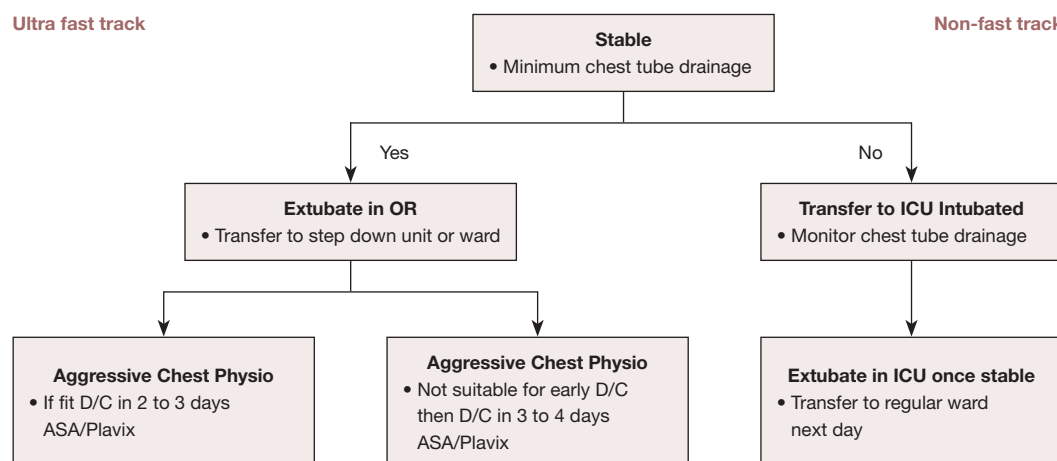 Ultra fast track
Non-fast track
Stable
• Minimum chest tube drainage
Yes
No
Extubate in OR
• Transfer to step down unit or ward
Transfer to ICU Intubated
• Monitor chest tube drainage
Aggressive Chest Physio
• If fit D/C in 2 to 3 days
ASA/Plavix
Aggressive Chest Physio
• Not suitable for early D/C
then D/C in 3 to 4 days
ASA/Plavix
Extubate in ICU once stable
• Transfer to regular ward
next day